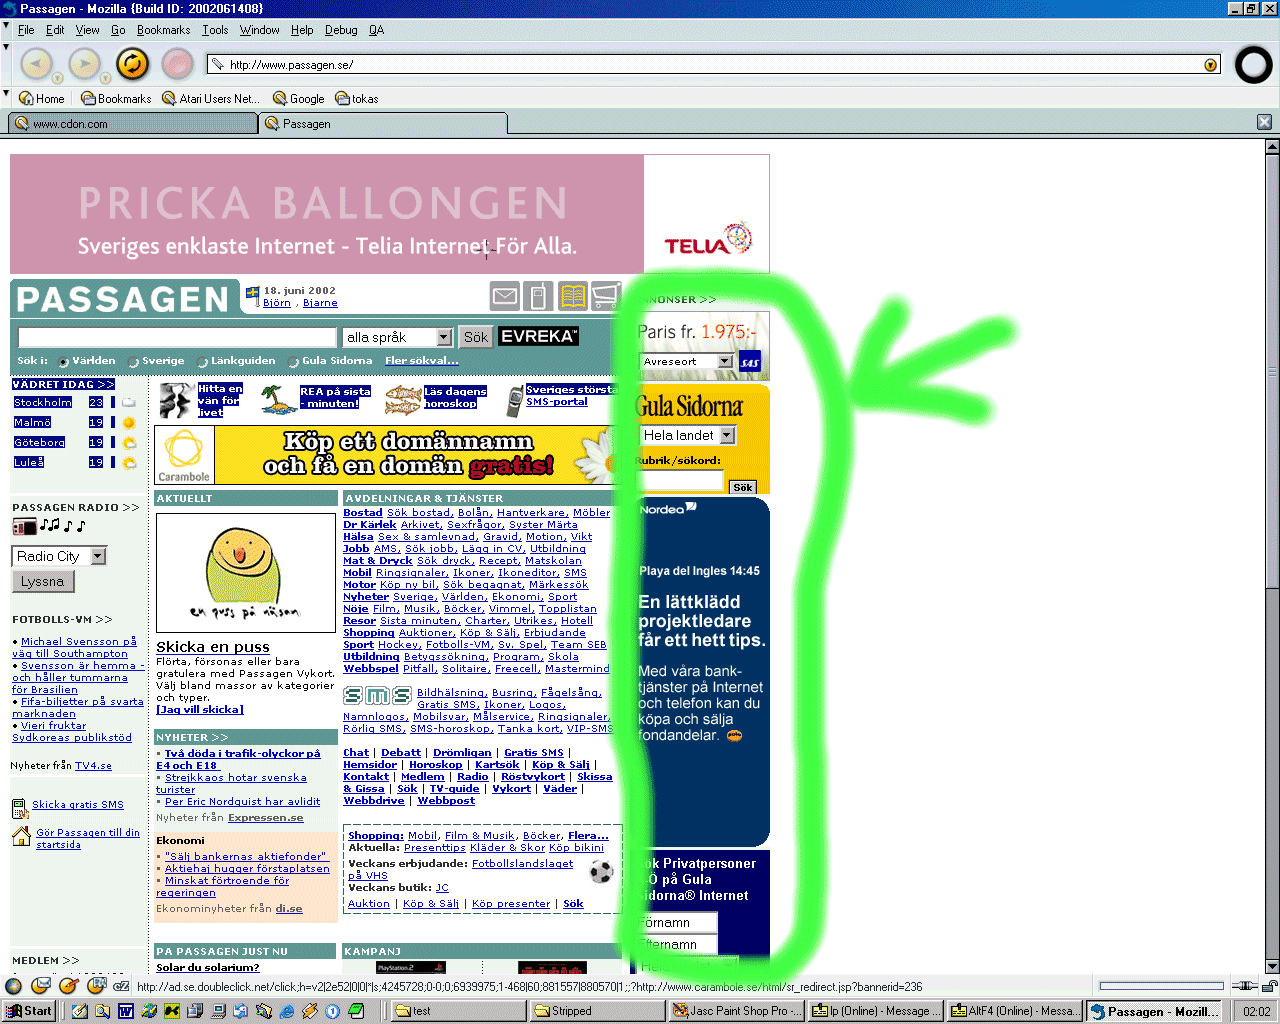 Passagen - Mozilla {Build ID: 2002061408}
File Edit View Go Bookmarks Tools Window Help Debug QA
http://www.passagen.se/
Home Bookmarks Atari Users Net... Google tokas
www.cdon.com Passagen
PRICKA BALLONGEN
Sveriges enklaste Internet - Telia Internet För Alla.
TELIA
PASSAGEN
18. juni 2002
Björn , Bjarne
alla språk Sök EVREKA™
Sök i: Världen Sverige Länkguiden Gula Sidorna Fler sökval...
VÄDRET IDAG >>
Stockholm 23
Malmö 19
Göteborg 19
Luleå 19
PASSAGEN RADIO >>
Radio City
Lyssna
FOTBOLLS-VM >>
• Michael Svensson på
väg till Southampton
• Svensson är hemma -
och håller tummarna
för Brasilien
• Fifa-biljetter på svarta
marknaden
• Vieri fruktar
Sydkoreas publikstöd
Nyheter från TV4.se
Skicka gratis SMS
Gör Passagen till din
startsida
MEDLEM >>
Hitta en
vän för
livet
REA på sista
- minuten!
Läs dagens
horoskop
Sveriges största
SMS-portal
Carambole
Köp ett domännamn
och få en domän gratis!
AKTUELLT
en puss på näsan
Skicka en puss
Flörta, försonas eller bara
gratulera med Passagen Vykort.
Välj bland massor av kategorier
och typer.
[Jag vill skicka]
NYHETER >>
• Två döda i trafik-olyckor på
E4 och E18
• Strejkkaos hotar svenska
turister
• Per Eric Nordquist har avlidit
Nyheter från Expressen.se
Ekonomi
• "Sälj bankernas aktiefonder"
• Aktiehaj hugger förstaplatsen
• Minskat förtroende för
regeringen
Ekonominyheter från di.se
PA PASSAGEN JUST NU
Solar du solarium?
AVDELNINGAR & TJÄNSTER
Bostad Sök bostad, Bolån, Hantverkare, Möbler
Dr Kärlek Arkivet, Sexfrågor, Syster Märta
Hälsa Sex & samlevnad, Gravid, Motion, Vikt
Jobb AMS, Sök jobb, Lägg in CV, Utbildning
Mat & Dryck Sök dryck, Recept, Matskolan
Mobil Ringsignaler, Ikoner, Ikoneditor, SMS
Motor Köp ny bil, Sök begagnat, Märkessök
Nyheter Sverige, Världen, Ekonomi, Sport
Nöje Film, Musik, Böcker, Vimmel, Topplistan
Resor Sista minuten, Charter, Utrikes, Hotell
Shopping Auktioner, Köp & Sälj, Erbjudande
Sport Hockey, Fotbolls-VM, Sv. Spel, Team SEB
Utbildning Betygssökning, Program, Skola
Webbspel Pitfall, Solitaire, Freecell, Mastermind
SMS Bildhälsning, Busring, Fågelsång,
Gratis SMS, Ikoner, Logos,
Namnlogos, Mobilsvar, Målservice, Ringsignaler,
Rörlig SMS, SMS-horoskop, Tanka kort, VIP-SMS
Chat | Debatt | Drömligan | Gratis SMS |
Hemsidor | Horoskop | Kartsök | Köp & Sälj |
Kontakt | Medlem | Radio | Röstvykort | Skissa
& Gissa | Sök | TV-guide | Vykort | Väder |
Webbdrive | Webbpost
Shopping: Mobil, Film & Musik, Böcker, Flera...
Aktuella: Presenttips Kläder & Skor Köp bikini
Veckans erbjudande: Fotbollslandslaget
på VHS
Veckans butik: JC
Auktion | Köp & Sälj | Köp presenter | Sök
KAMPANJ
PlayStation 2
NNONSER >>
Paris fr. 1.975:-
Avreseort SAS
Gula Sidorna
Hela landet
Rubrik/sökord:
Sök
Nordea
Playa del Ingles 14:45
En lättklädd
projektledare
får ett hett tips.
Med våra bank-
tjänster på Internet
och telefon kan du
köpa och sälja
fondandelar.
ök Privatpersoner
Ö på Gula
idorna® Internet
Förnamn
Efternamn
http://ad.se.doubleclick.net/click;h=v2|2e52|0|0|*|s;4245728;0-0;0;6939975;1-468|60;881557|880570|1;;?http://www.carambole.se/html/sr_redirect.jsp?bannerid=236
Start test Stripped Jasc Paint Shop Pro -... Ip (Online) - Message ... AltF4 (Online) - Messa... Passagen - Mozill... 02:02